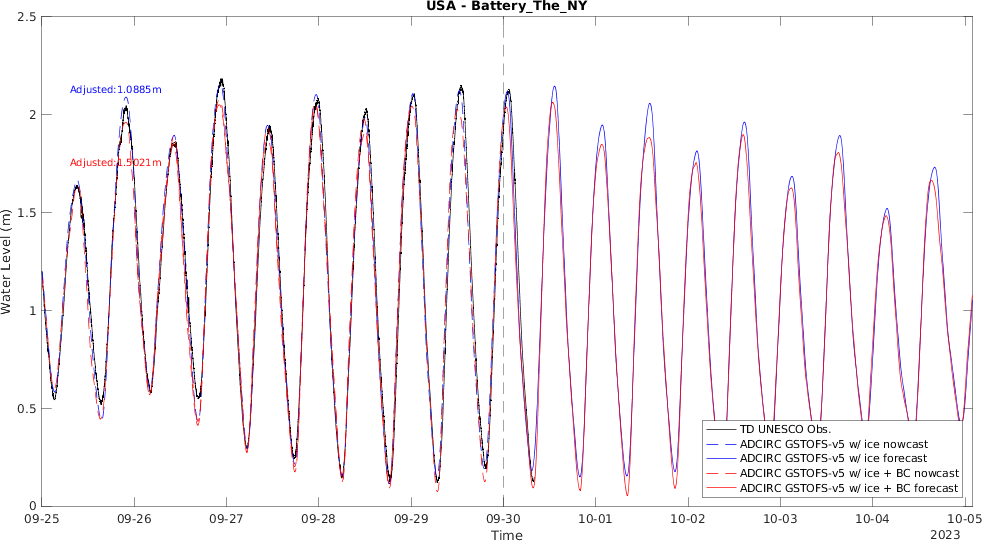 USA - Battery_The_NY
2.5
2
1.5
1
0.5
0
Water Level (m)
Adjusted:1.0885m
Adjusted:1.5021m
TD UNESCO Obs.
ADCIRC GSTOFS-v5 w/ ice nowcast
ADCIRC GSTOFS-v5 w/ ice forecast
ADCIRC GSTOFS-v5 w/ ice + BC nowcast
ADCIRC GSTOFS-v5 w/ ice + BC forecast
09-25 09-26 09-27 09-28 09-29 09-30 10-01 10-02 10-03 10-04 10-05
Time
2023